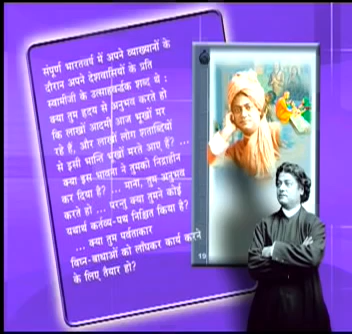 संपूर्ण भारतवर्ष में अपने व्याख्यानों के
दौरान अपने देशवासियों के प्रति
स्वामीजी के उत्साहवर्द्धक शब्द थे :
क्या तुम हृदय से अनुभव करते हो
कि लाखों आदमी आज भूखों मर
रहे हैं, और लाखों लोग शताब्दियों
से इसी भाँति भूखों मरते आए हैं? ...
क्या इस भावना ने तुमको निद्राहीन
कर दिया है? ... माना, तुम अनुभव
करते हो ... परन्तु क्या तुमने कोई
यथार्थ कर्तव्य-पथ निश्चित किया है?
... क्या तुम पर्वताकार
विघ्न-बाधाओं को लाँघकर कार्य करने
के लिए तैयार हो?
19